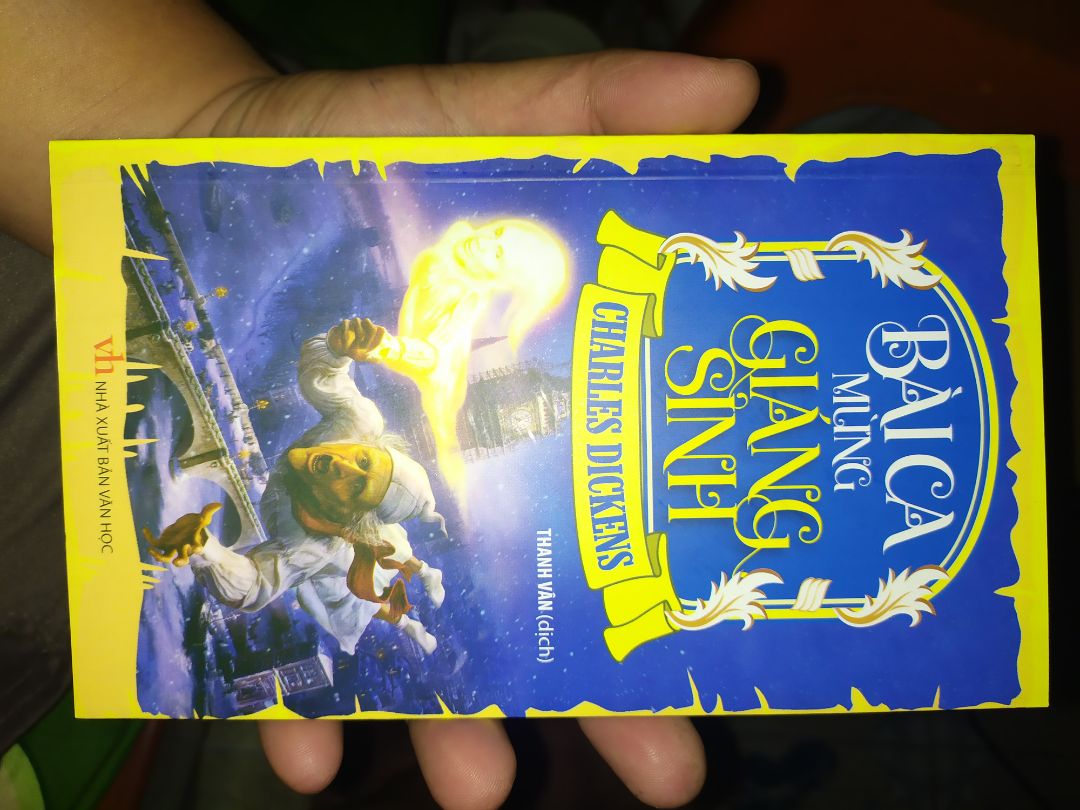 BÀI CA
MỪNG
GIÁNG
SINH
CHARLES DICKENS
THANH VÂN (dịch)
vh NHÀ XUẤT BẢN VĂN HỌC